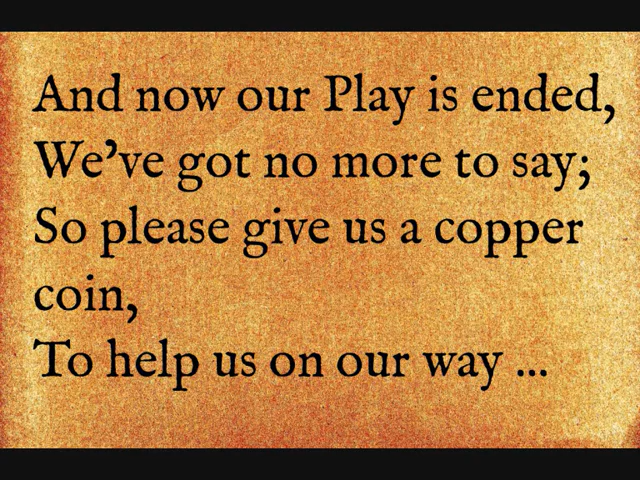 And now our Play is ended,
We've got no more to say;
So please give us a copper
coin,
To help us on our way ...